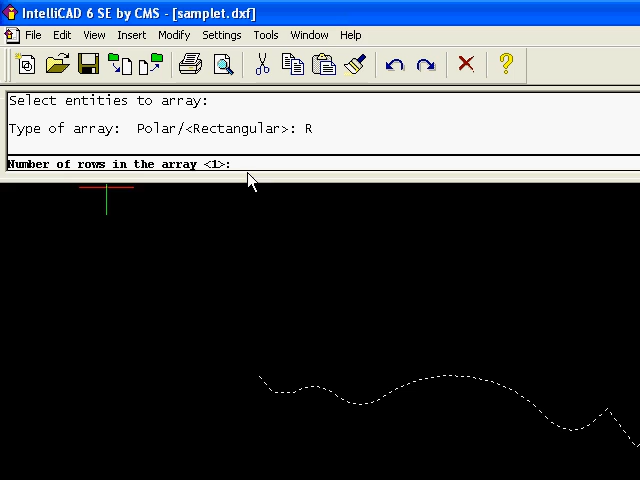 IntelliCAD 6 SE by CMS - [samplet.dxf]
File Edit View Insert Modify Settings Tools Window Help
Select entities to array:
Type of array:  Polar/<Rectangular>: R
Number of rows in the array <1>: